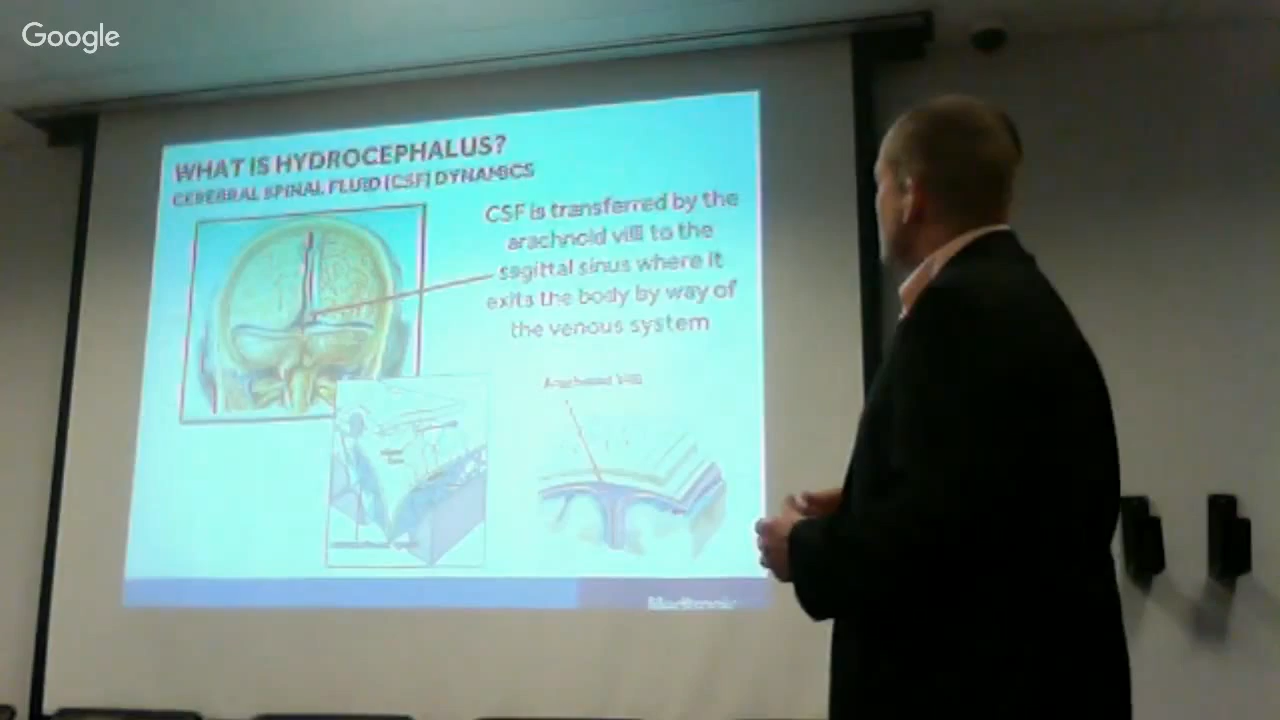 Google
WHAT IS HYDROCEPHALUS?
CEREBRAL SPINAL FLUID (CSF) DYNAMICS
CSF is transferred by the
arachnoid villi to the
sagittal sinus where it
exits the body by way of
the venous system
Arachnoid Villi
Medtronic